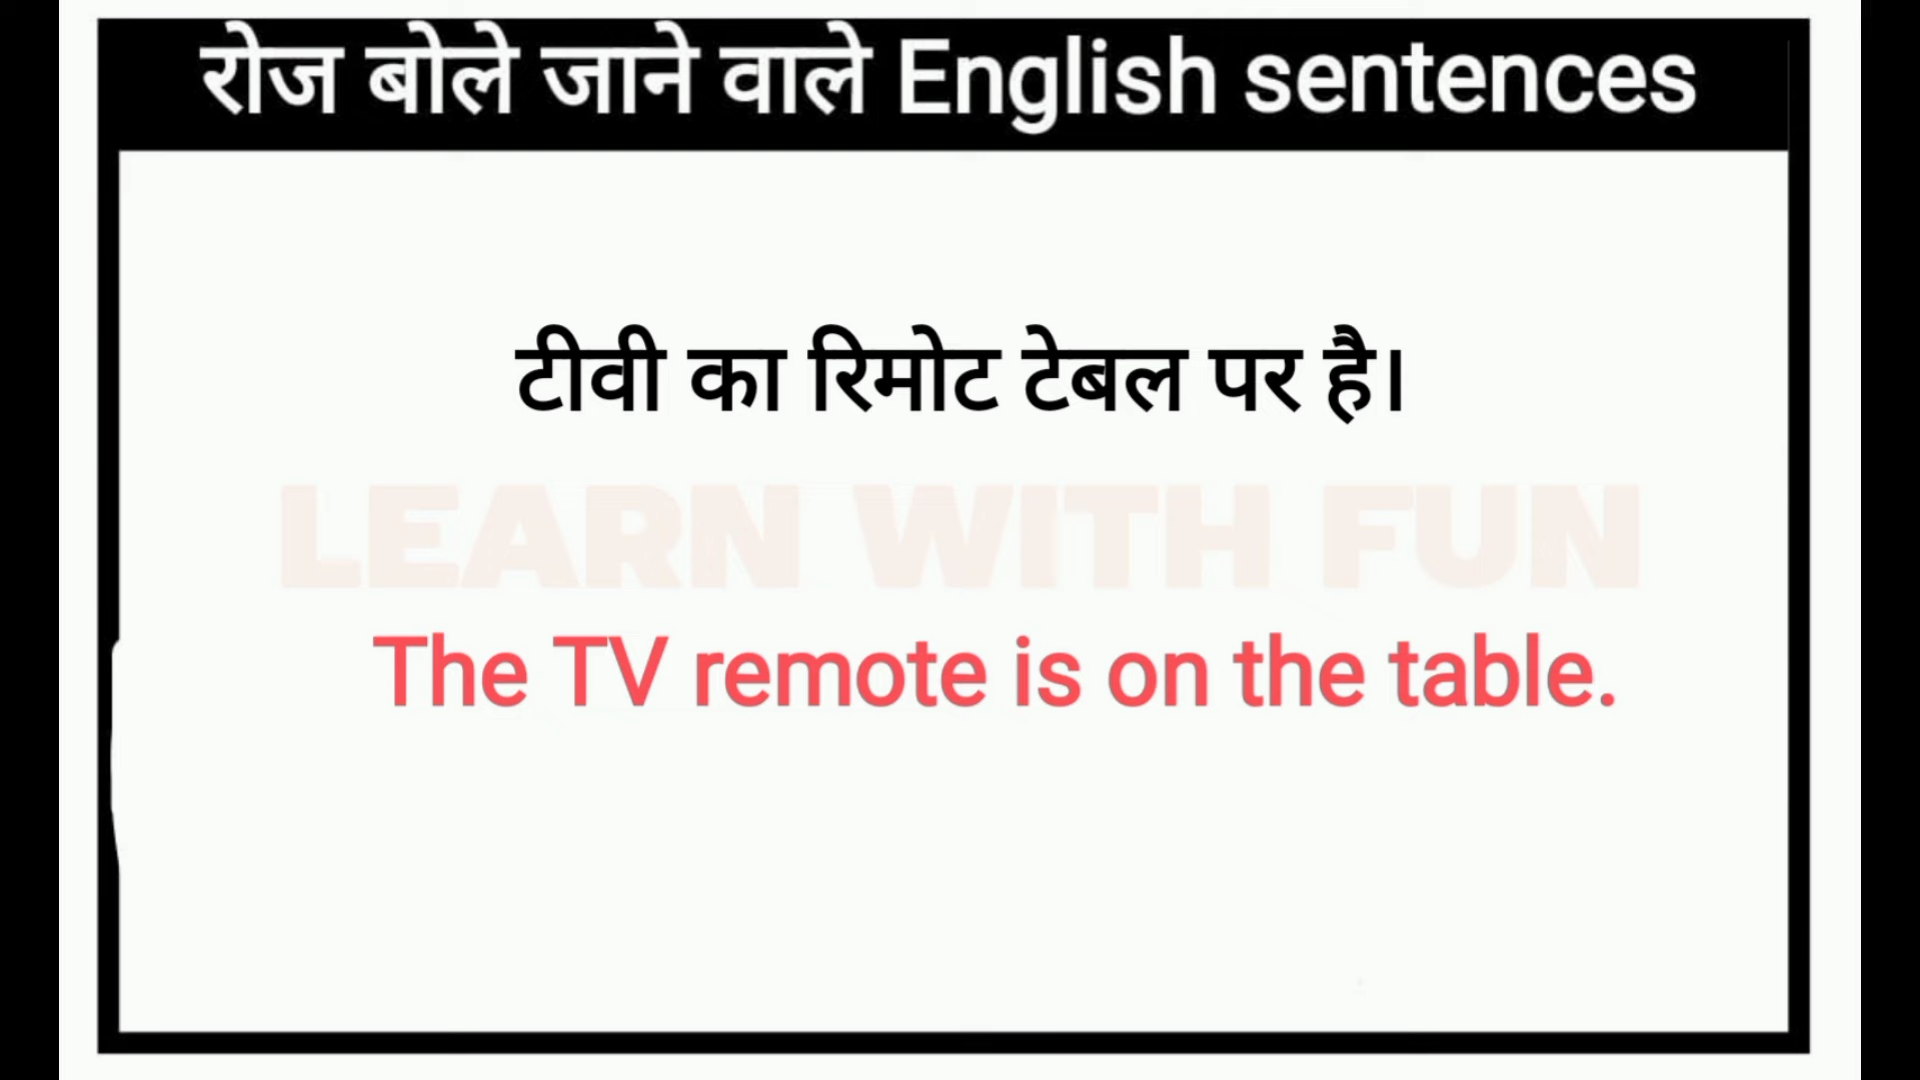 रोज बोले जाने वाले English sentences
टीवी का रिमोट टेबल पर है।
LEARN WITH FUN
The TV remote is on the table.